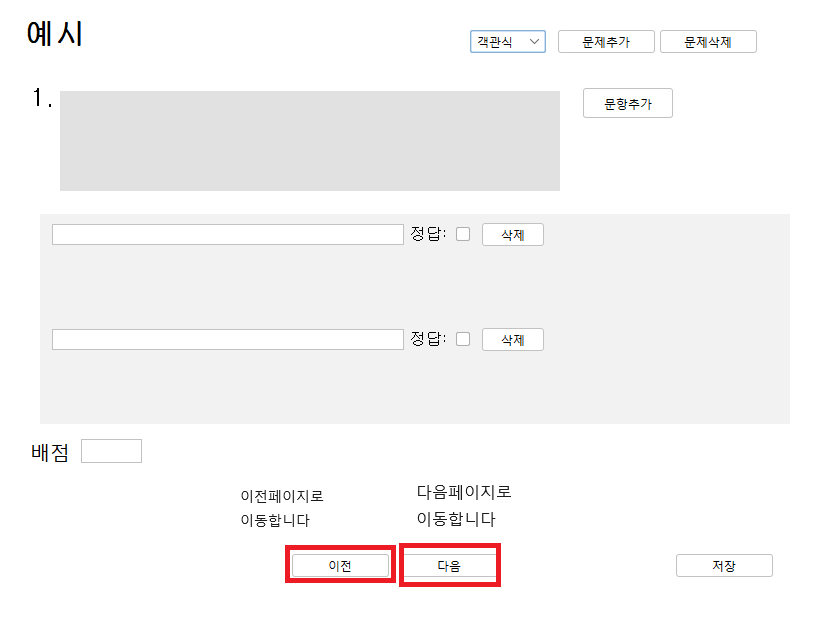 예시
객관식 문제추가 문제삭제
1.
문항추가
정답: 삭제
정답: 삭제
배점
이전페이지로
이동합니다
다음페이지로
이동합니다
이전 다음 저장